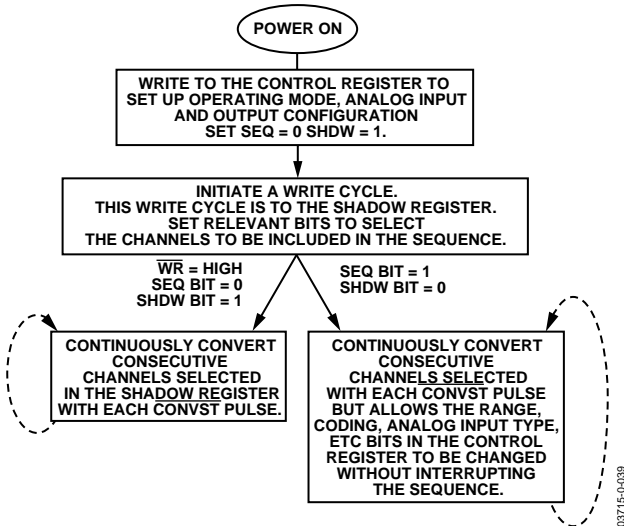 POWER ON
WRITE TO THE CONTROL REGISTER TO
SET UP OPERATING MODE, ANALOG INPUT
AND OUTPUT CONFIGURATION
SET SEQ = 0 SHDW = 1.
INITIATE A WRITE CYCLE.
THIS WRITE CYCLE IS TO THE SHADOW REGISTER.
SET RELEVANT BITS TO SELECT
THE CHANNELS TO BE INCLUDED IN THE SEQUENCE.
W̅R̅ = HIGH
SEQ BIT = 0
SHDW BIT = 1
SEQ BIT = 1
SHDW BIT = 0
CONTINUOUSLY CONVERT
CONSECUTIVE
CHANNELS SELECTED
IN THE SHADOW REGISTER
WITH EACH CONVST PULSE.
CONTINUOUSLY CONVERT
CONSECUTIVE
CHANNELS SELECTED
WITH EACH CONVST PULSE
BUT ALLOWS THE RANGE,
CODING, ANALOG INPUT TYPE,
ETC BITS IN THE CONTROL
REGISTER TO BE CHANGED
WITHOUT INTERRUPTING
THE SEQUENCE.
03715-0-039